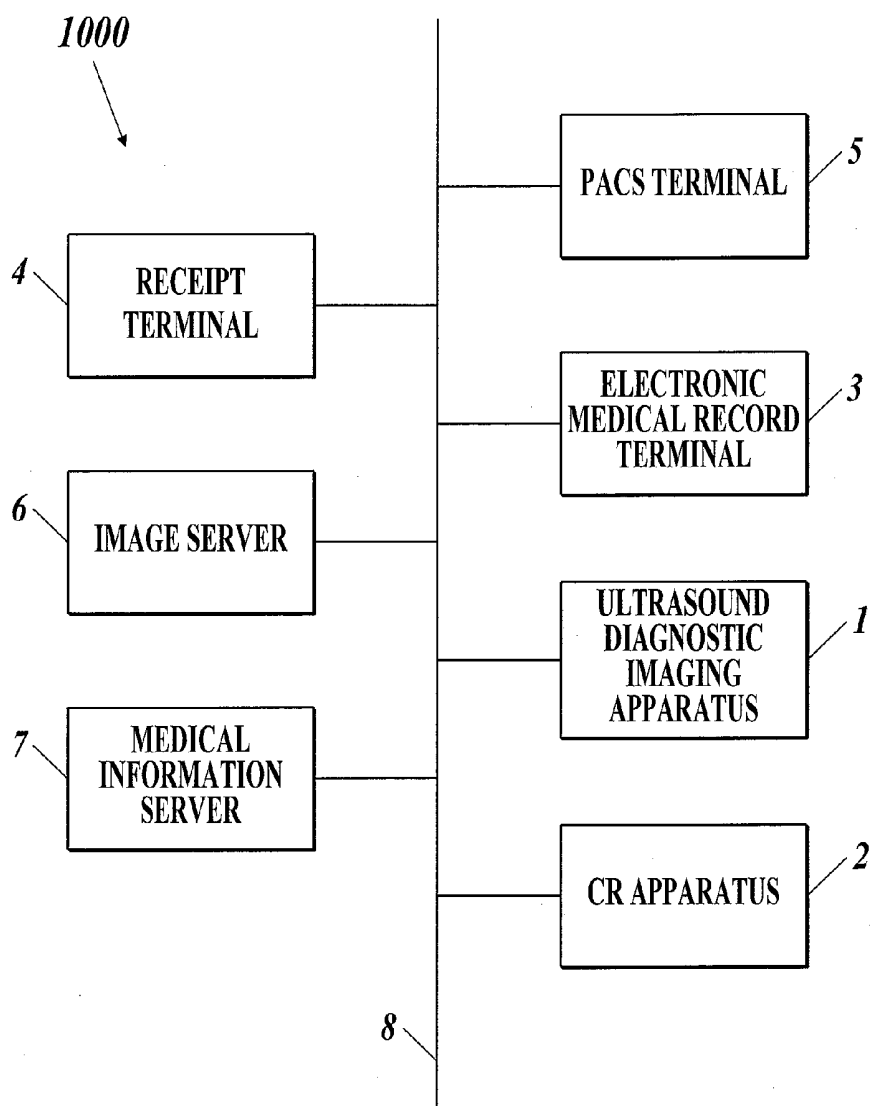 1000
5
PACS TERMINAL
4
RECEIPT
TERMINAL
3
ELECTRONIC
MEDICAL RECORD
TERMINAL
6
IMAGE SERVER
1
ULTRASOUND
DIAGNOSTIC
IMAGING
APPARATUS
7
MEDICAL
INFORMATION
SERVER
2
CR APPARATUS
8